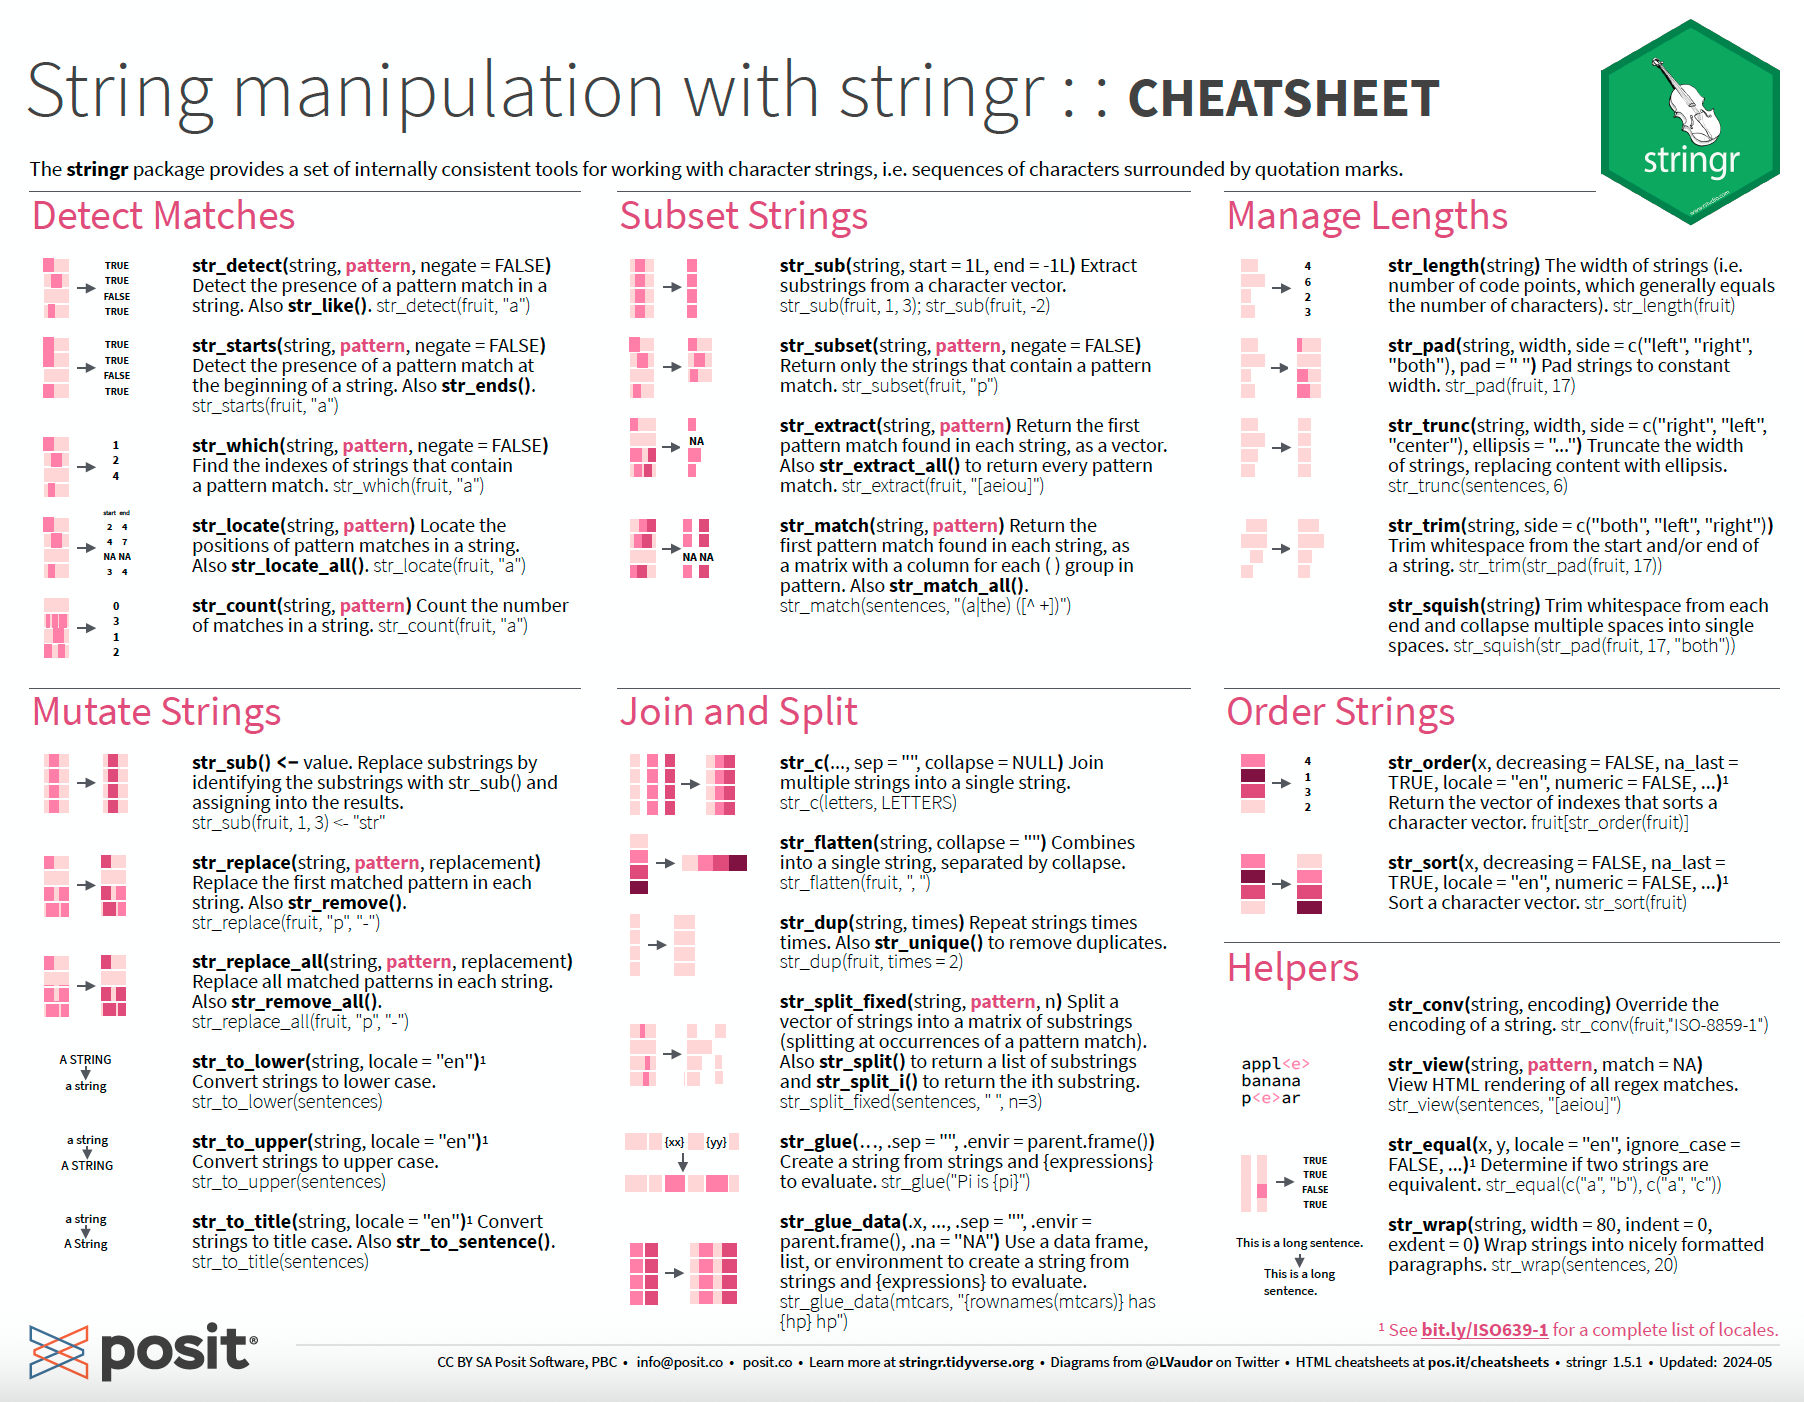 String manipulation with stringr : : CHEATSHEET
stringr
www.rstudio.com
The stringr package provides a set of internally consistent tools for working with character strings, i.e. sequences of characters surrounded by quotation marks.
Detect Matches
TRUE
TRUE
FALSE
TRUE
str_detect(string, pattern, negate = FALSE)
Detect the presence of a pattern match in a
string. Also str_like(). str_detect(fruit, "a")
TRUE
TRUE
FALSE
TRUE
str_starts(string, pattern, negate = FALSE)
Detect the presence of a pattern match at
the beginning of a string. Also str_ends().
str_starts(fruit, "a")
1
2
4
str_which(string, pattern, negate = FALSE)
Find the indexes of strings that contain
a pattern match. str_which(fruit, "a")
start end
2 4
4 7
NA NA
3 4
str_locate(string, pattern) Locate the
positions of pattern matches in a string.
Also str_locate_all(). str_locate(fruit, "a")
0
3
1
2
str_count(string, pattern) Count the number
of matches in a string. str_count(fruit, "a")
Subset Strings
str_sub(string, start = 1L, end = -1L) Extract
substrings from a character vector.
str_sub(fruit, 1, 3); str_sub(fruit, -2)
str_subset(string, pattern, negate = FALSE)
Return only the strings that contain a pattern
match. str_subset(fruit, "p")
NA
str_extract(string, pattern) Return the first
pattern match found in each string, as a vector.
Also str_extract_all() to return every pattern
match. str_extract(fruit, "[aeiou]")
NA NA
str_match(string, pattern) Return the
first pattern match found in each string, as
a matrix with a column for each ( ) group in
pattern. Also str_match_all().
str_match(sentences, "(a|the) ([^ +])")
Manage Lengths
4
6
2
3
str_length(string) The width of strings (i.e.
number of code points, which generally equals
the number of characters). str_length(fruit)
str_pad(string, width, side = c("left", "right",
"both"), pad = " ") Pad strings to constant
width. str_pad(fruit, 17)
str_trunc(string, width, side = c("right", "left",
"center"), ellipsis = "...") Truncate the width
of strings, replacing content with ellipsis.
str_trunc(sentences, 6)
str_trim(string, side = c("both", "left", "right"))
Trim whitespace from the start and/or end of
a string. str_trim(str_pad(fruit, 17))
str_squish(string) Trim whitespace from each
end and collapse multiple spaces into single
spaces. str_squish(str_pad(fruit, 17, "both"))
Mutate Strings
str_sub() <- value. Replace substrings by
identifying the substrings with str_sub() and
assigning into the results.
str_sub(fruit, 1, 3) <- "str"
str_replace(string, pattern, replacement)
Replace the first matched pattern in each
string. Also str_remove().
str_replace(fruit, "p", "-")
str_replace_all(string, pattern, replacement)
Replace all matched patterns in each string.
Also str_remove_all().
str_replace_all(fruit, "p", "-")
A STRING
a string
str_to_lower(string, locale = "en")¹
Convert strings to lower case.
str_to_lower(sentences)
a string
A STRING
str_to_upper(string, locale = "en")¹
Convert strings to upper case.
str_to_upper(sentences)
a string
A String
str_to_title(string, locale = "en")¹ Convert
strings to title case. Also str_to_sentence().
str_to_title(sentences)
Join and Split
str_c(..., sep = "", collapse = NULL) Join
multiple strings into a single string.
str_c(letters, LETTERS)
str_flatten(string, collapse = "") Combines
into a single string, separated by collapse.
str_flatten(fruit, ", ")
str_dup(string, times) Repeat strings times
times. Also str_unique() to remove duplicates.
str_dup(fruit, times = 2)
str_split_fixed(string, pattern, n) Split a
vector of strings into a matrix of substrings
(splitting at occurrences of a pattern match).
Also str_split() to return a list of substrings
and str_split_i() to return the ith substring.
str_split_fixed(sentences, " ", n=3)
{xx} {yy}
str_glue(..., .sep = "", .envir = parent.frame())
Create a string from strings and {expressions}
to evaluate. str_glue("Pi is {pi}")
str_glue_data(.x, ..., .sep = "", .envir =
parent.frame(), .na = "NA") Use a data frame,
list, or environment to create a string from
strings and {expressions} to evaluate.
str_glue_data(mtcars, "{rownames(mtcars)} has
{hp} hp")
Order Strings
4
1
3
2
str_order(x, decreasing = FALSE, na_last =
TRUE, locale = "en", numeric = FALSE, ...)¹
Return the vector of indexes that sorts a
character vector. fruit[str_order(fruit)]
str_sort(x, decreasing = FALSE, na_last =
TRUE, locale = "en", numeric = FALSE, ...)¹
Sort a character vector. str_sort(fruit)
Helpers
str_conv(string, encoding) Override the
encoding of a string. str_conv(fruit,"ISO-8859-1")
appl<e>
banana
p<e>ar
str_view(string, pattern, match = NA)
View HTML rendering of all regex matches.
str_view(sentences, "[aeiou]")
TRUE
TRUE
FALSE
TRUE
str_equal(x, y, locale = "en", ignore_case =
FALSE, ...)¹ Determine if two strings are
equivalent. str_equal(c("a", "b"), c("a", "c"))
This is a long sentence.
This is a long
sentence.
str_wrap(string, width = 80, indent = 0,
exdent = 0) Wrap strings into nicely formatted
paragraphs. str_wrap(sentences, 20)
¹ See bit.ly/ISO639-1 for a complete list of locales.
posit®
CC BY SA Posit Software, PBC • info@posit.co • posit.co • Learn more at stringr.tidyverse.org • Diagrams from @LVaudor on Twitter • HTML cheatsheets at pos.it/cheatsheets • stringr 1.5.1 • Updated: 2024-05